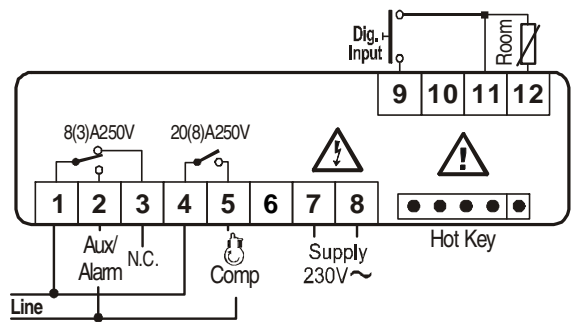 Dig.
Input
Room
9 10 11 12
8(3)A250V 20(8)A250V
1 2 3 4 5 6 7 8
Aux/
Alarm
N.C.
Comp
Supply
230V~
Hot Key
Line